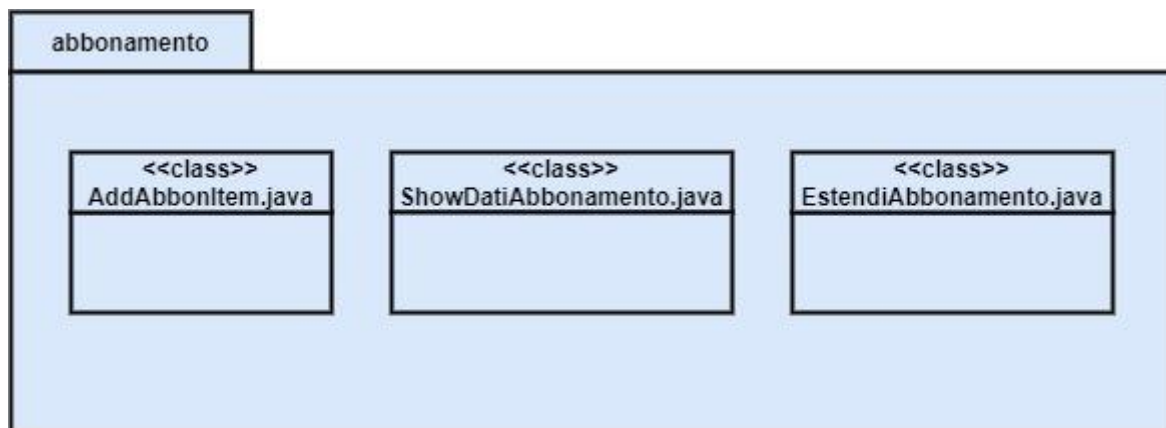 abbonamento
<<class>>
AddAbbonItem.java
<<class>>
ShowDatiAbbonamento.java
<<class>>
EstendiAbbonamento.java